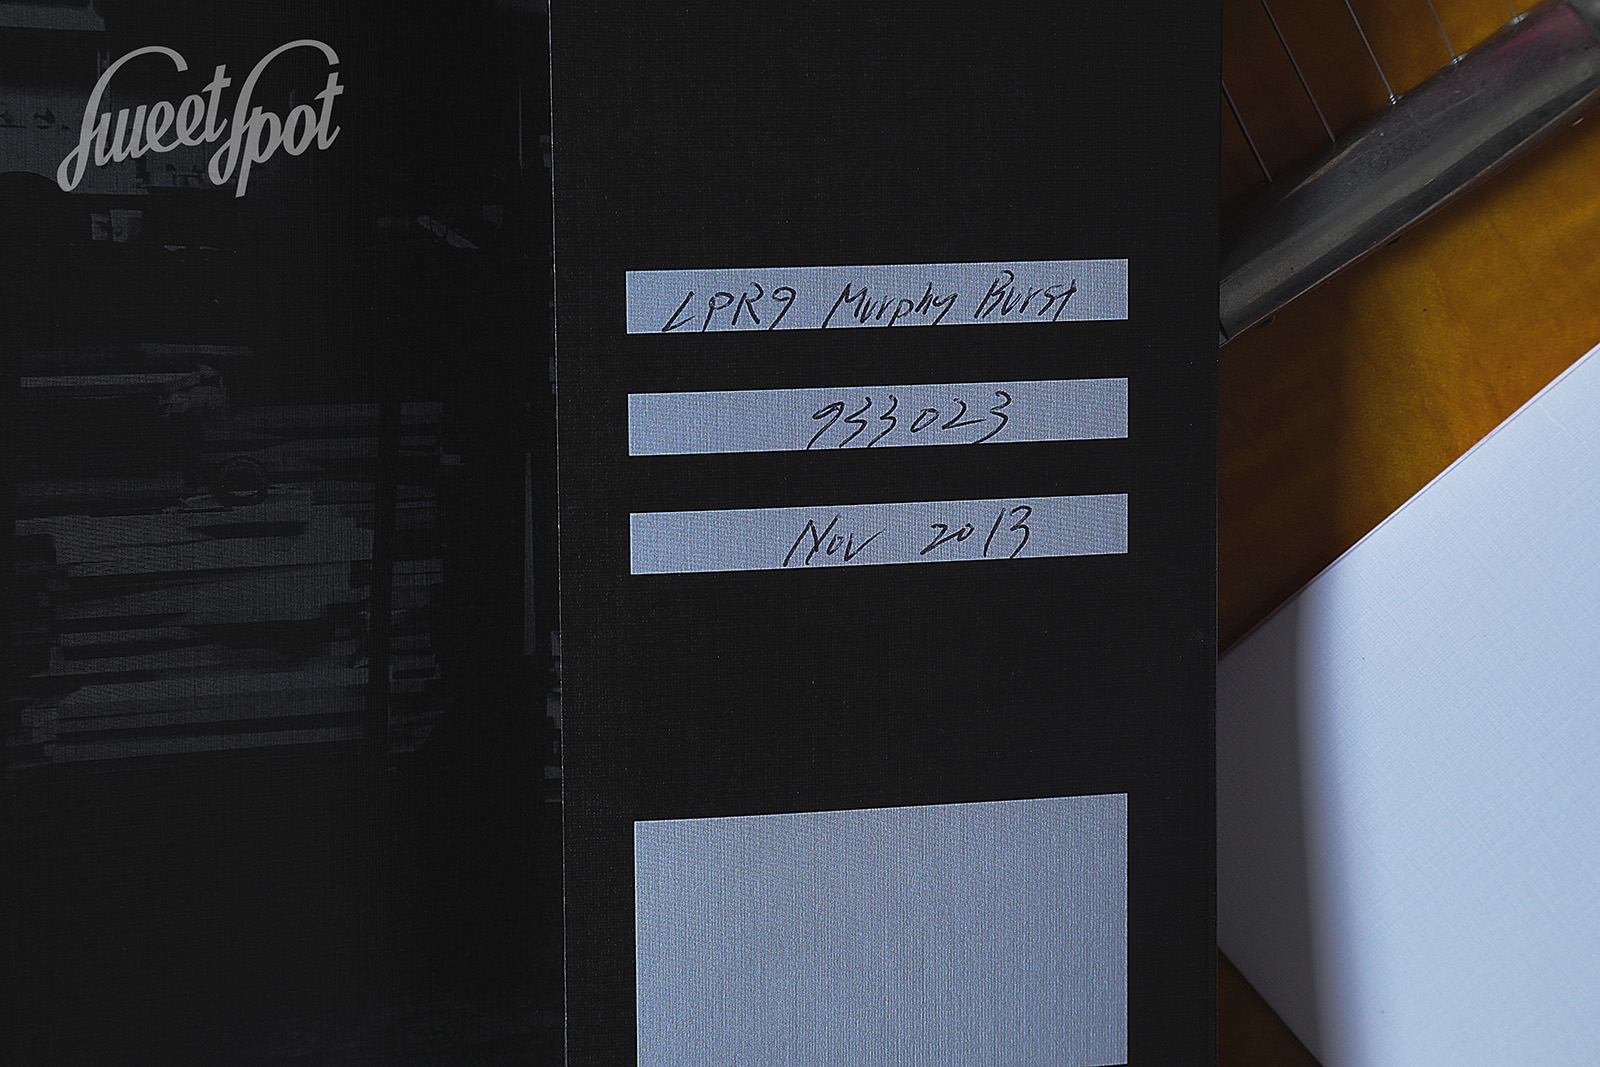 Sweet Spot
LPR9 Murphy Burst
933023
Nov 2013